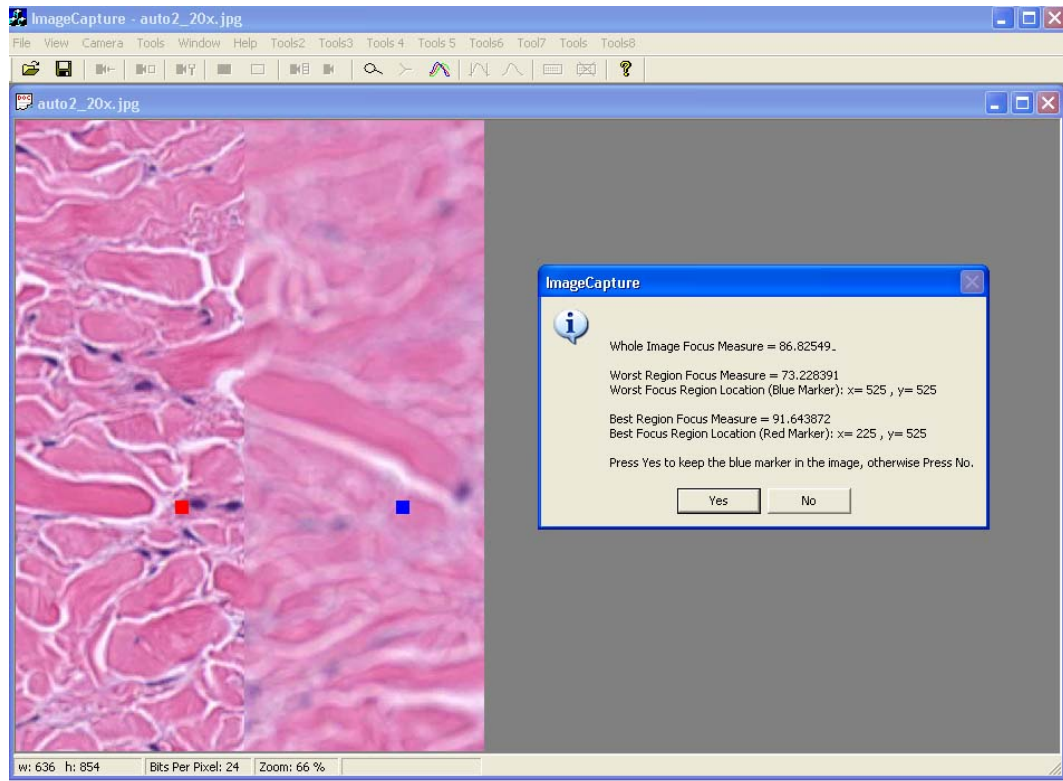 ImageCapture - auto2_20x.jpg
File View Camera Tools Window Help Tools2 Tools3 Tools 4 Tools 5 Tools6 Tool7 Tools Tools8
auto2_20x.jpg
ImageCapture
Whole Image Focus Measure = 86.82549
Worst Region Focus Measure = 73.228391
Worst Focus Region Location (Blue Marker): x= 525 , y= 525
Best Region Focus Measure = 91.643872
Best Focus Region Location (Red Marker): x= 225 , y= 525
Press Yes to keep the blue marker in the image, otherwise Press No.
Yes No
w: 636 h: 854 Bits Per Pixel: 24 Zoom: 66 %